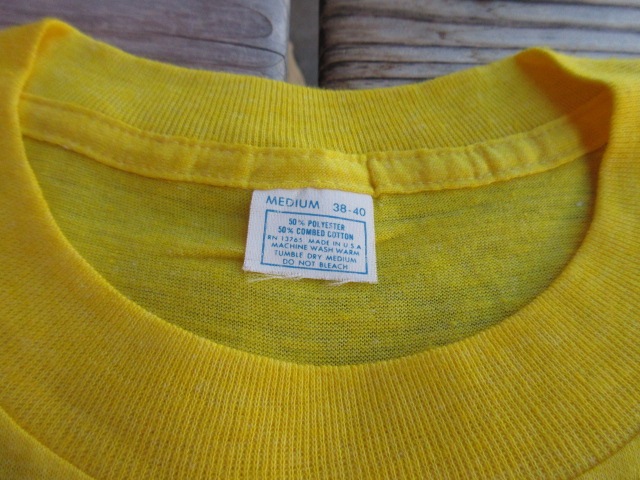 MEDIUM 38-40
50% POLYESTER
50% COMBED COTTON
RN 13765 MADE IN U.S.A
MACHINE WASH WARM
TUMBLE DRY MEDIUM
DO NOT BLEACH